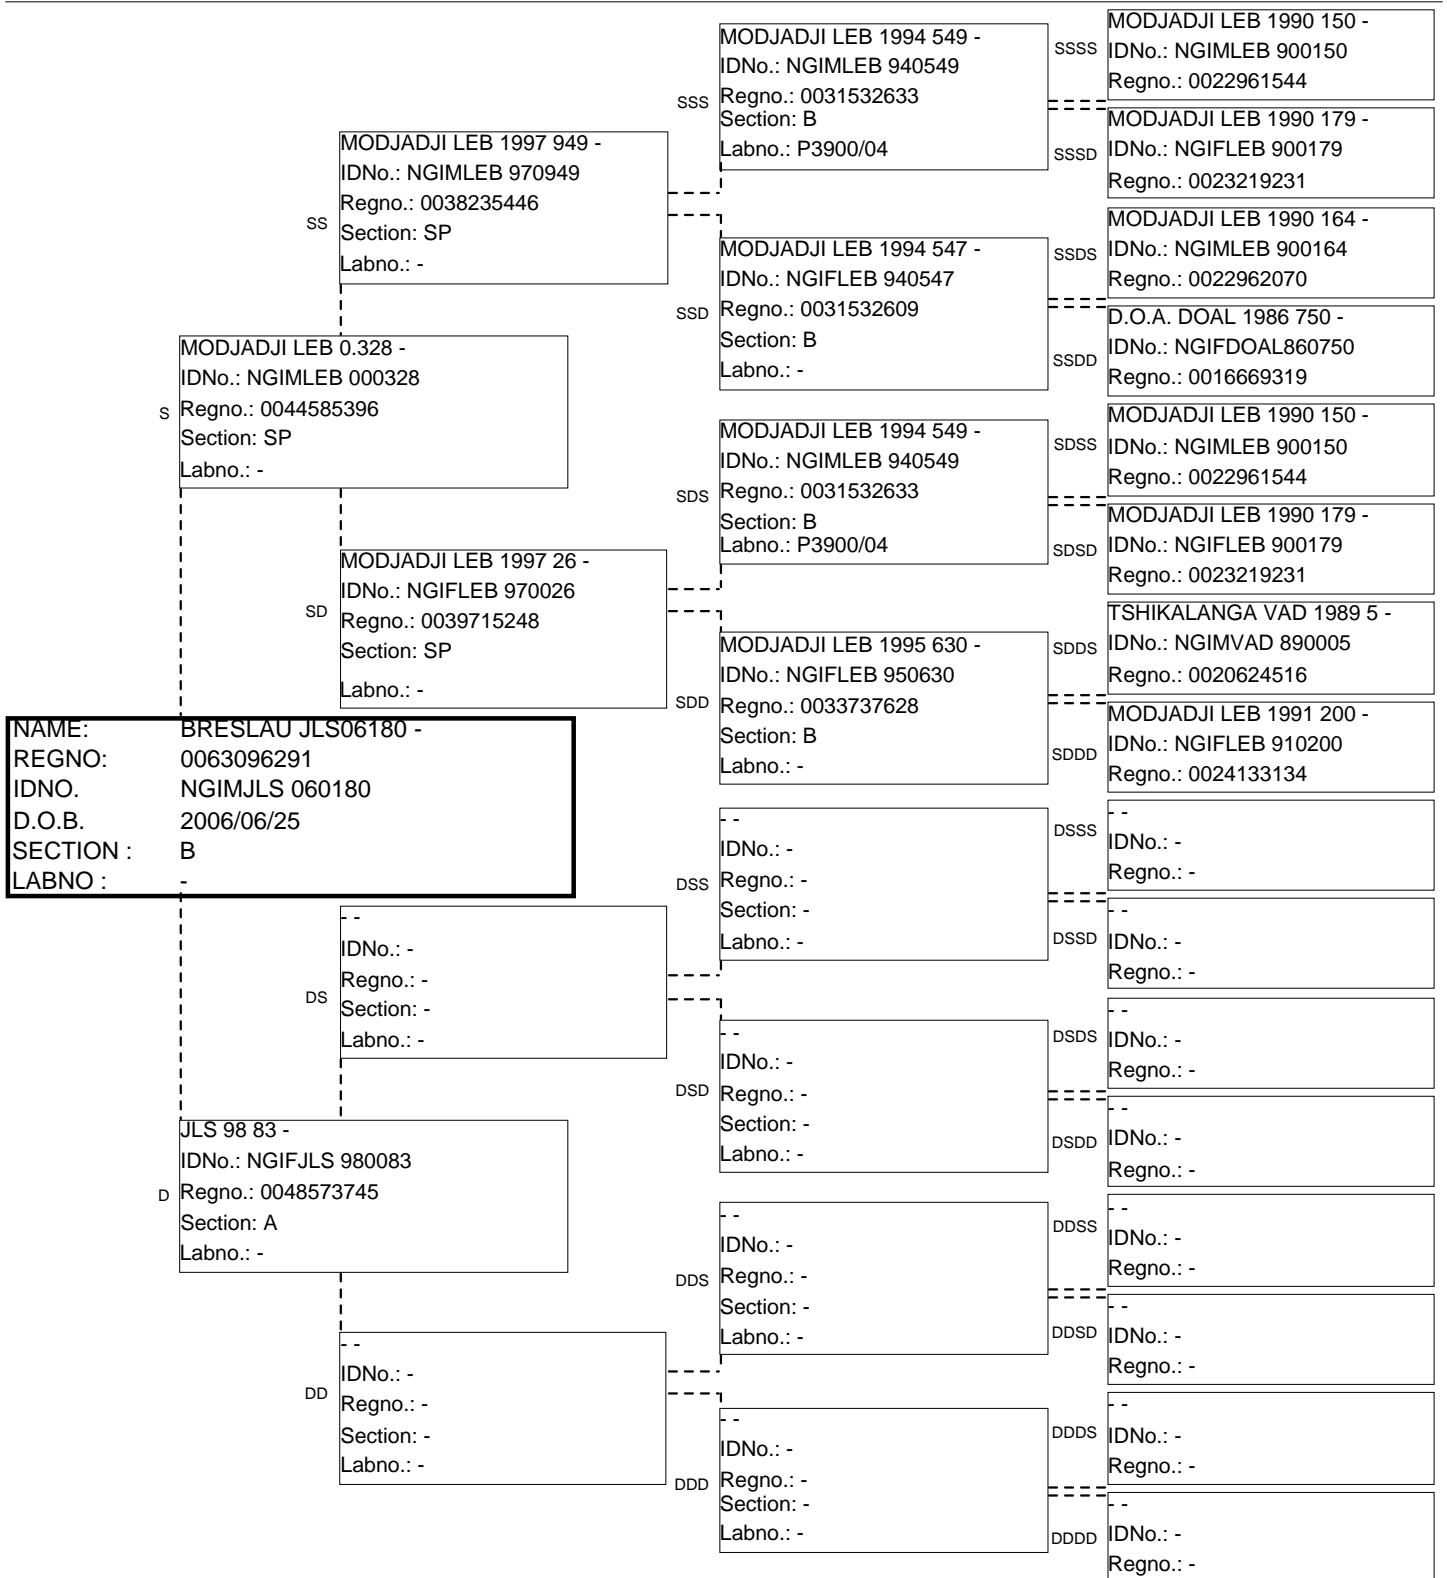 MODJADJI LEB 1990 150 -
SSSS IDNo.: NGIMLEB 900150
Regno.: 0022961544
MODJADJI LEB 1994 549 -
IDNo.: NGIMLEB 940549
SSS Regno.: 0031532633
Section: B
Labno.: P3900/04
MODJADJI LEB 1990 179 -
SSSD IDNo.: NGIFLEB 900179
Regno.: 0023219231
MODJADJI LEB 1997 949 -
IDNo.: NGIMLEB 970949
Regno.: 0038235446
SS Section: SP
Labno.: -
MODJADJI LEB 1990 164 -
SSDS IDNo.: NGIMLEB 900164
Regno.: 0022962070
MODJADJI LEB 1994 547 -
IDNo.: NGIFLEB 940547
SSD Regno.: 0031532609
Section: B
Labno.: -
D.O.A. DOAL 1986 750 -
SSDD IDNo.: NGIFDOAL860750
Regno.: 0016669319
MODJADJI LEB 0.328 -
IDNo.: NGIMLEB 000328
S Regno.: 0044585396
Section: SP
Labno.: -
MODJADJI LEB 1990 150 -
SDSS IDNo.: NGIMLEB 900150
Regno.: 0022961544
MODJADJI LEB 1994 549 -
IDNo.: NGIMLEB 940549
SDS Regno.: 0031532633
Section: B
Labno.: P3900/04
MODJADJI LEB 1990 179 -
SDSD IDNo.: NGIFLEB 900179
Regno.: 0023219231
MODJADJI LEB 1997 26 -
IDNo.: NGIFLEB 970026
SD Regno.: 0039715248
Section: SP
Labno.: -
TSHIKALANGA VAD 1989 5 -
SDDS IDNo.: NGIMVAD 890005
Regno.: 0020624516
MODJADJI LEB 1995 630 -
IDNo.: NGIFLEB 950630
SDD Regno.: 0033737628
Section: B
Labno.: -
MODJADJI LEB 1991 200 -
SDDD IDNo.: NGIFLEB 910200
Regno.: 0024133134
NAME: BRESLAU JLS06180 -
REGNO: 0063096291
IDNO. NGIMJLS 060180
D.O.B. 2006/06/25
SECTION : B
LABNO : -
- -
DSSS IDNo.: -
Regno.: -
- -
IDNo.: -
DSS Regno.: -
Section: -
Labno.: -
- -
DSSD IDNo.: -
Regno.: -
- -
IDNo.: -
Regno.: -
DS Section: -
Labno.: -
- -
DSDS IDNo.: -
Regno.: -
- -
IDNo.: -
DSD Regno.: -
Section: -
Labno.: -
- -
DSDD IDNo.: -
Regno.: -
JLS 98 83 -
IDNo.: NGIFJLS 980083
D Regno.: 0048573745
Section: A
Labno.: -
- -
DDSS IDNo.: -
Regno.: -
- -
IDNo.: -
DDS Regno.: -
Section: -
Labno.: -
- -
DDSD IDNo.: -
Regno.: -
- -
IDNo.: -
DD Regno.: -
Section: -
Labno.: -
- -
DDDS IDNo.: -
Regno.: -
- -
IDNo.: -
DDD Regno.: -
Section: -
Labno.: -
- -
DDDD IDNo.: -
Regno.: -